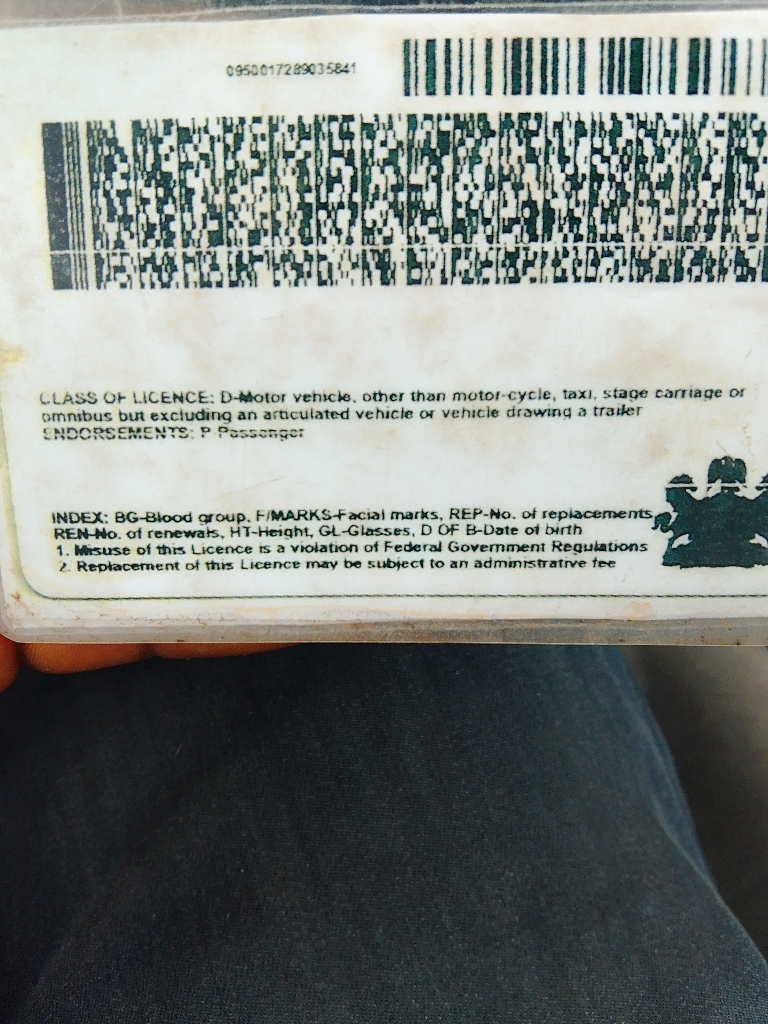 0950017289035841
CLASS OF LICENCE: D-Motor vehicle, other than motor-cycle, taxi, stage carriage or
omnibus but excluding an articulated vehicle or vehicle drawing a trailer
ENDORSEMENTS: P-Passenger
INDEX: BG-Blood group, F/MARKS-Facial marks, REP-No. of replacements,
REN-No. of renewals, HT-Height, GL-Glasses, D OF B-Date of birth
1. Misuse of this Licence is a violation of Federal Government Regulations
2. Replacement of this Licence may be subject to an administrative fee